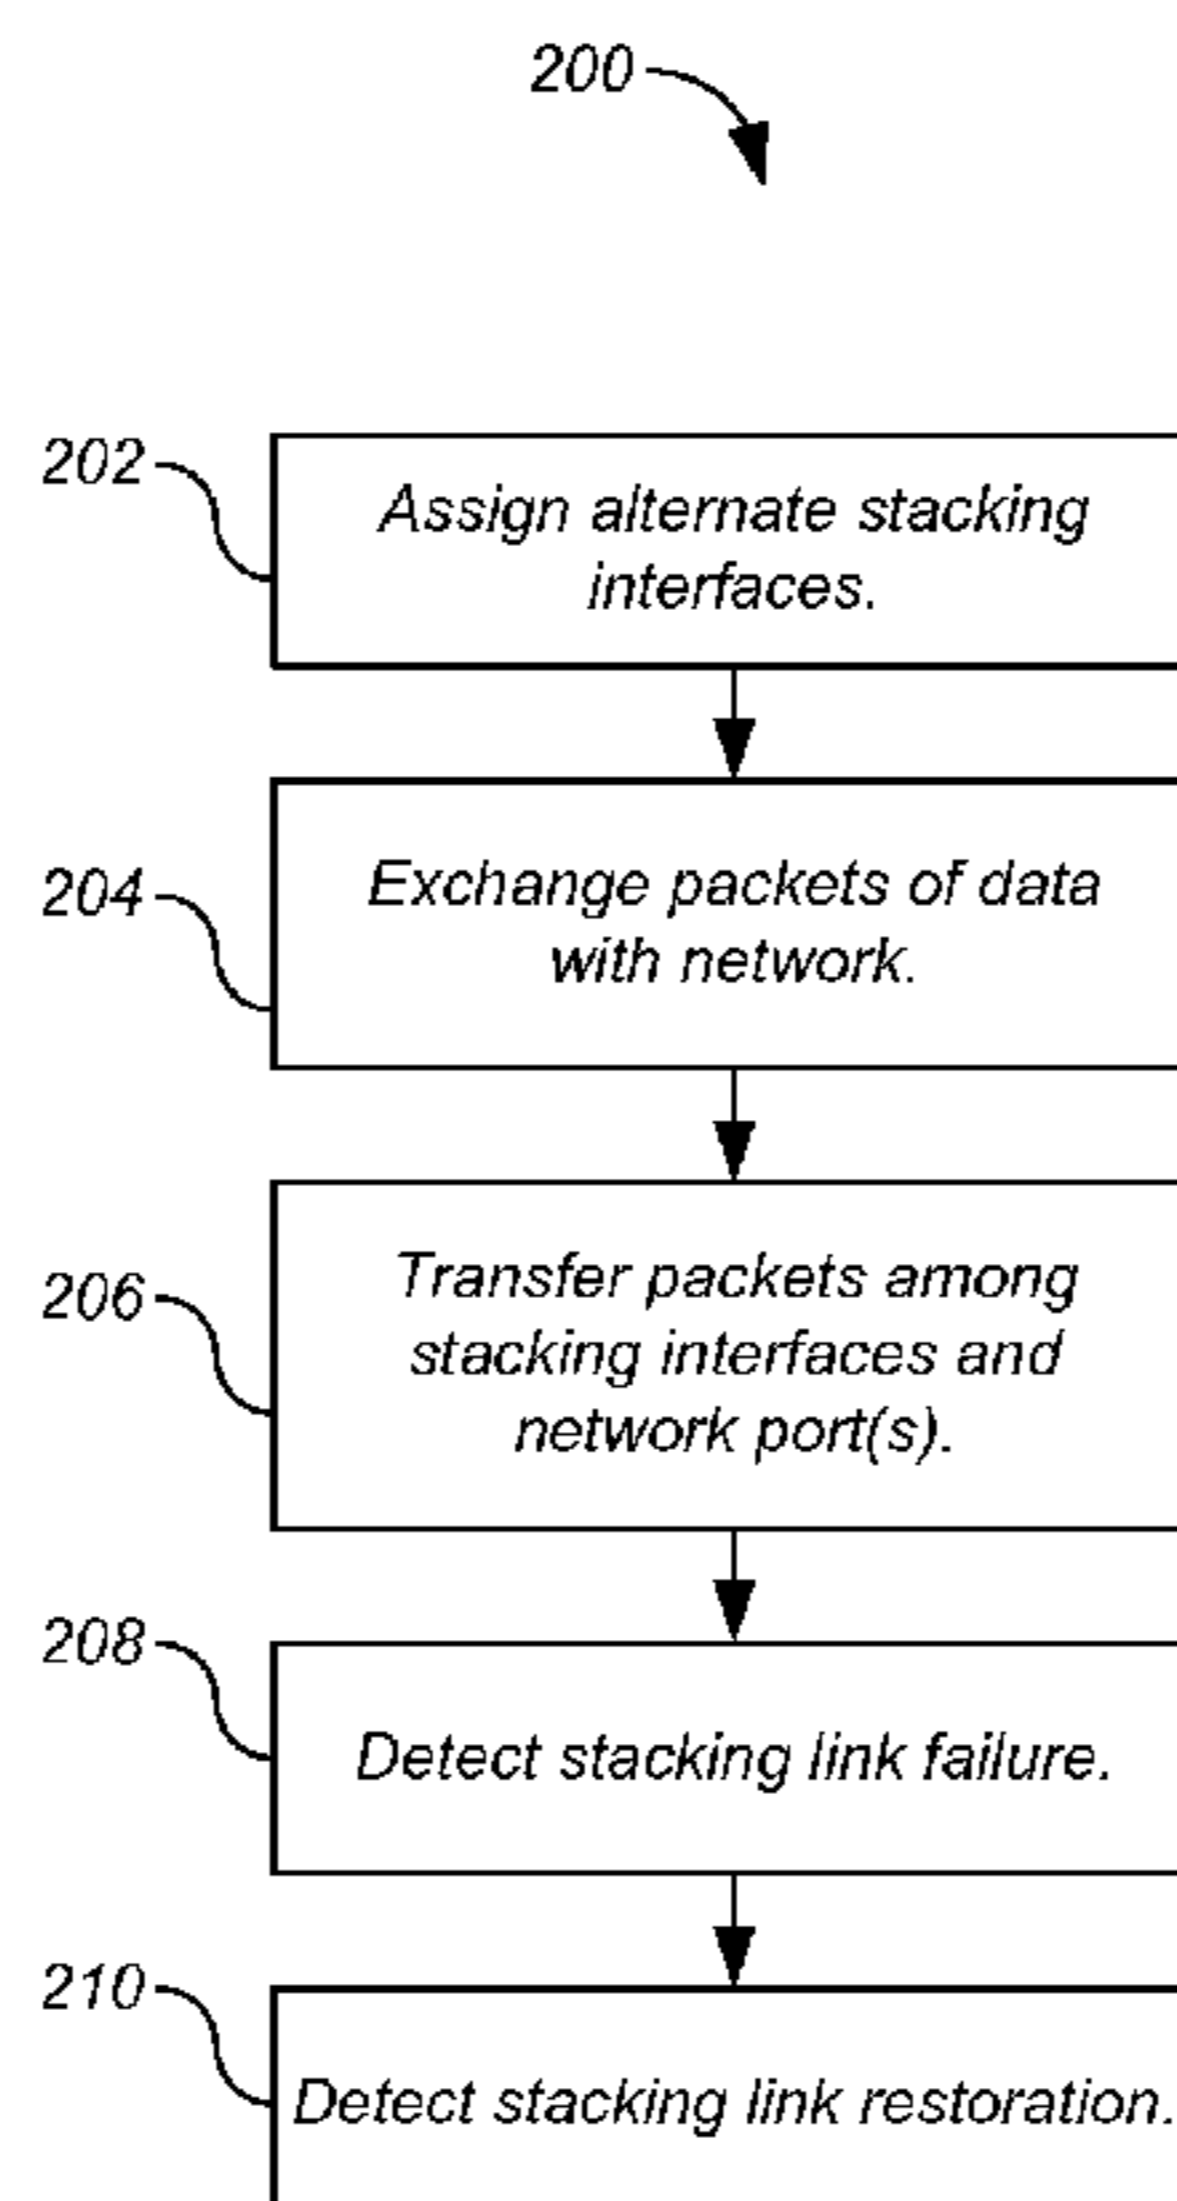 200
202
Assign alternate stacking
interfaces.
204
Exchange packets of data
with network.
206
Transfer packets among
stacking interfaces and
network port(s).
208
Detect stacking link failure.
210
Detect stacking link restoration.